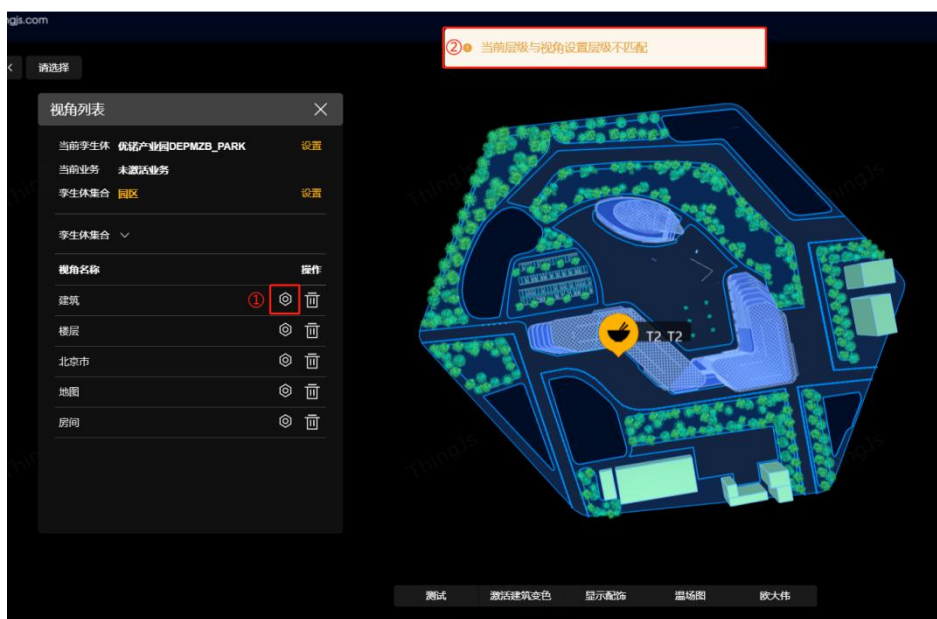 ngjs.com
② 当前层级与视角设置层级不匹配
请选择
视角列表
当前孪生体 优锘产业园DEPMZB_PARK 设置
当前业务 未激活业务
孪生体集合 园区 设置
孪生体集合
视角名称 操作
建筑 ①
楼层
北京市
地图
房间
T2_T2
ThingJs
ThingJs
ThingJs
测试 激活建筑变色 显示配饰 温场图 欧大伟